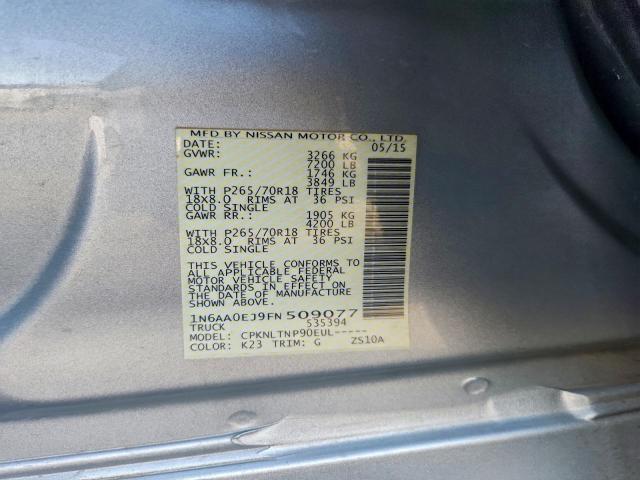 MFD BY NISSAN MOTOR CO., LTD.
DATE: 05/15
GVWR: 3266 KG
7200 LB
GAWR FR.: 1746 KG
3849 LB
WITH P265/70R18 TIRES
18x8.0 RIMS AT 36 PSI
COLD SINGLE
GAWR RR.: 1905 KG
4200 LB
WITH P265/70R18 TIRES
18x8.0 RIMS AT 36 PSI
COLD SINGLE
THIS VEHICLE CONFORMS TO
ALL APPLICABLE FEDERAL
MOTOR VEHICLE SAFETY
STANDARDS IN EFFECT ON
THE DATE OF MANUFACTURE
SHOWN ABOVE.
1N6AA0EJ9FN 509077
TRUCK 535394
MODEL: CPKNLTNP90EUL-----
COLOR: K23 TRIM: G ZS10A